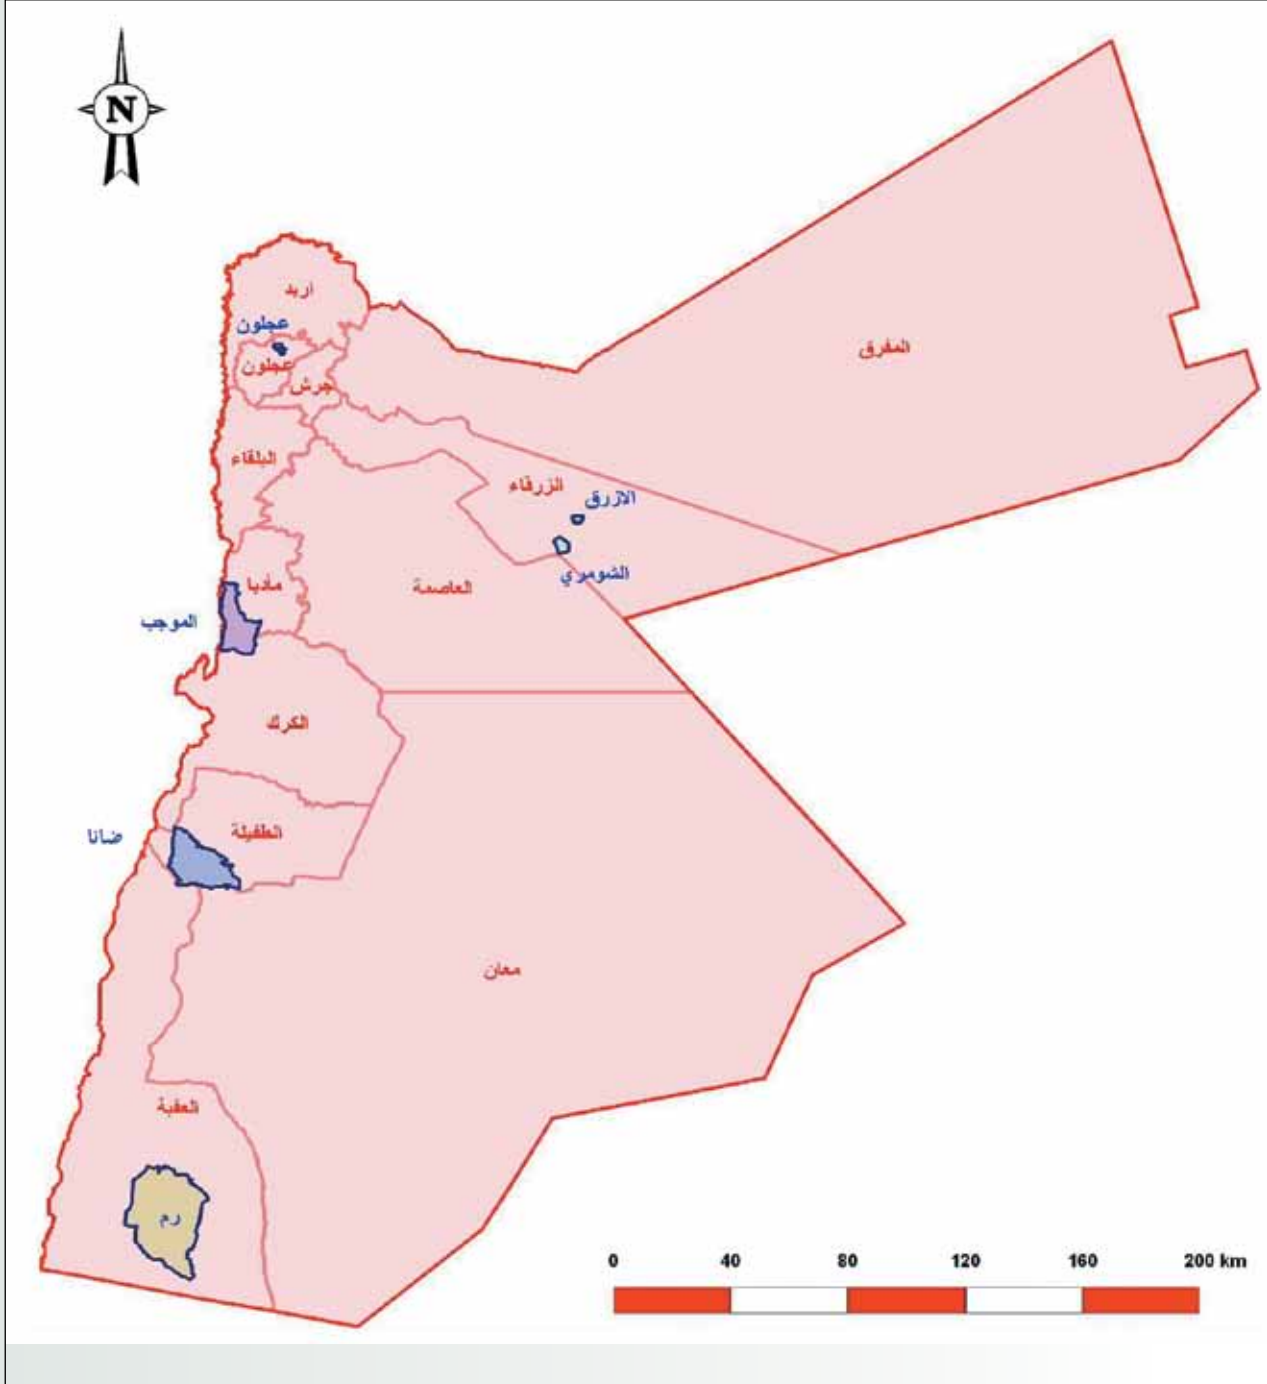 N
اربد
عجلون
عجلون
جرش
المفرق
البلقاء
الزرقاء
الازرق
الشومري
مأدبا
العاصمة
الموجب
الكرك
الطفيلة
ضانا
معان
العقبة
رم
0 40 80 120 160 200 km